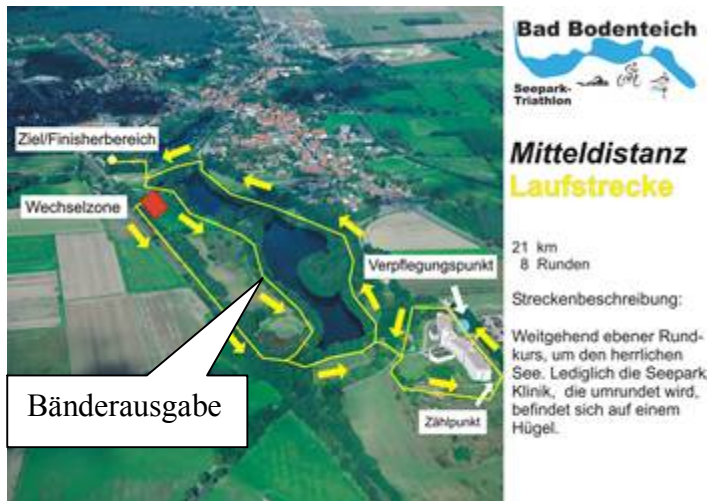 Ziel/Finisherbereich
Wechselzone
Verpflegungspunkt
Bänderausgabe
Zählpunkt
Bad Bodenteich
Seepark-
Triathlon
Mitteldistanz
Laufstrecke
21 km
8 Runden
Streckenbeschreibung:
Weitgehend ebener Rund-
kurs, um den herrlichen
See. Lediglich die Seepark
Klinik, die umrundet wird,
befindet sich auf einem
Hügel.